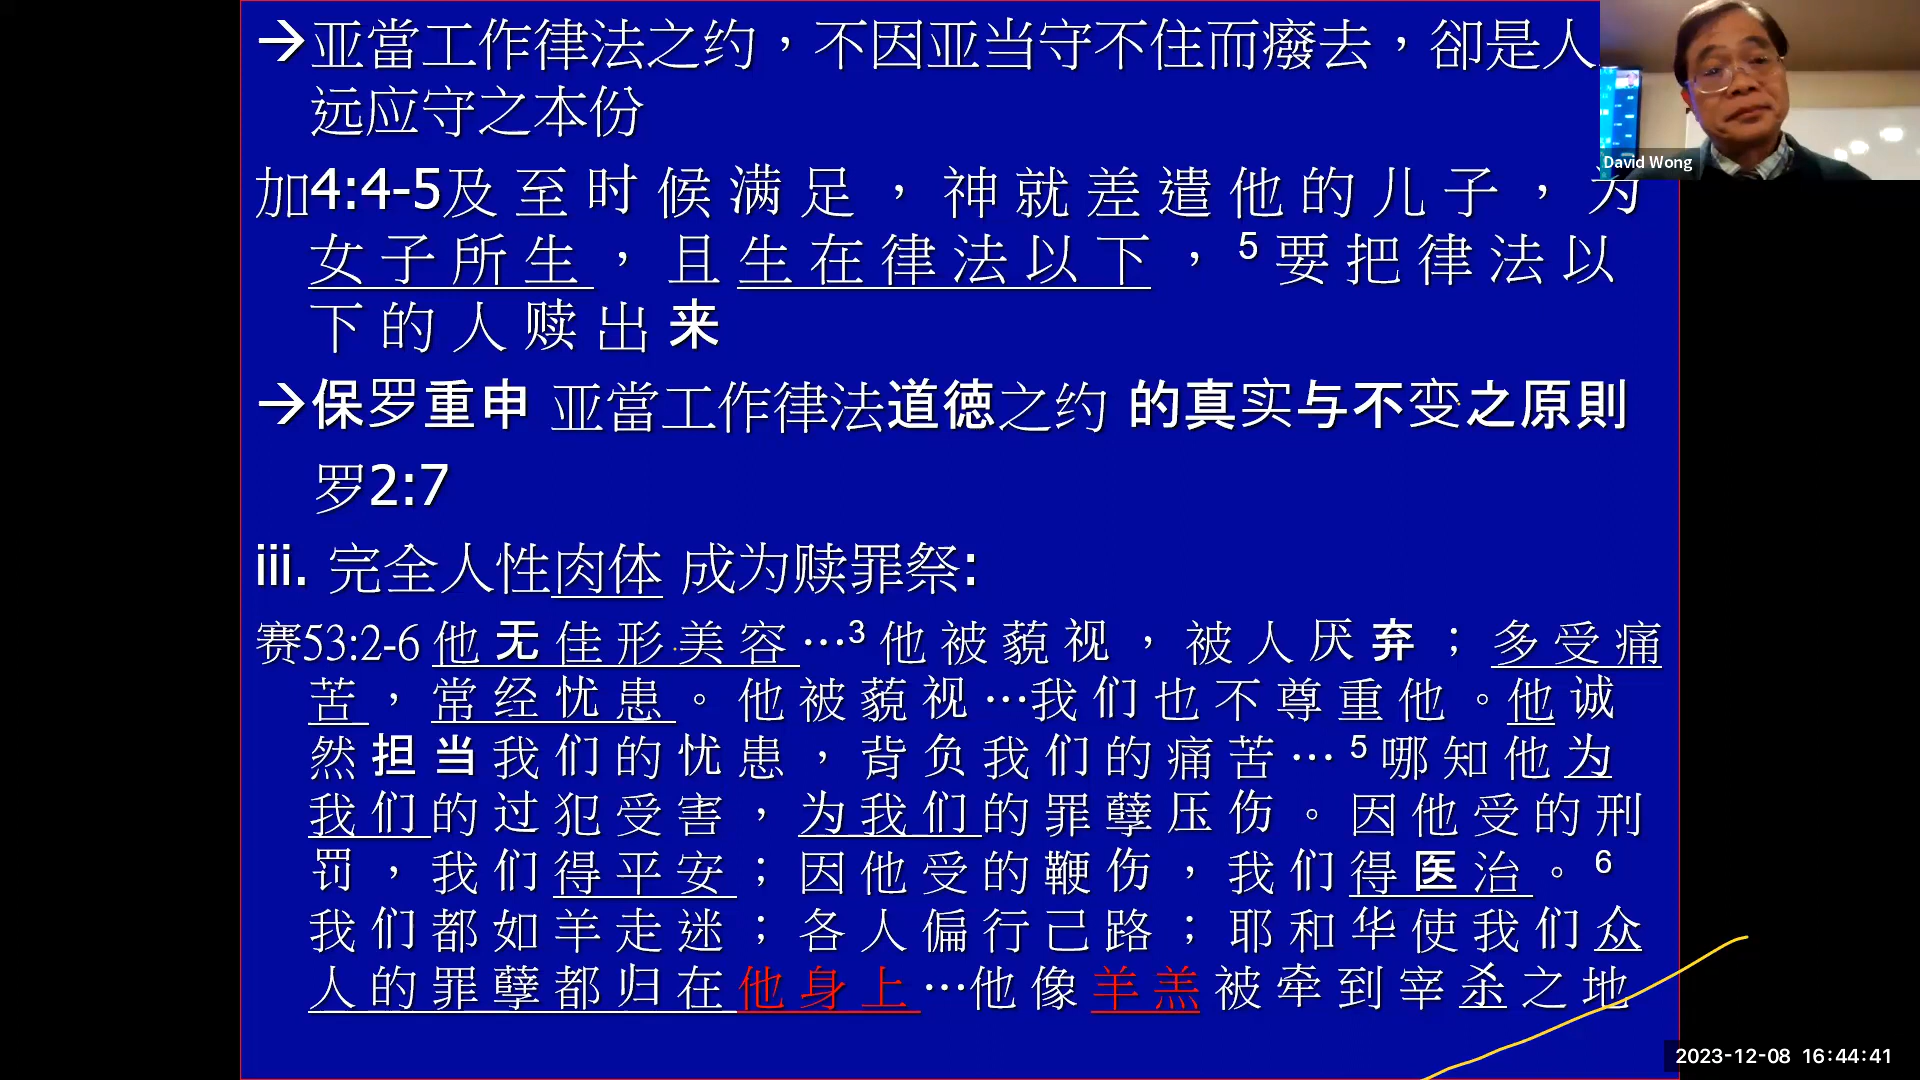 →亚當工作律法之约，不因亚当守不住而癈去，卻是人
远应守之本份
加4:4-5及至时候满足，神就差遣他的儿子，为
女子所生，且生在律法以下，5要把律法以
下的人赎出来
→保罗重申 亚當工作律法道徳之约 的真实与不变之原則
罗2:7
iii. 完全人性肉体 成为赎罪祭:
赛53:2-6 他无佳形美容…3他被藐视，被人厌弃；多受痛
苦，常经忧患。他被藐视…我们也不尊重他。他诚
然担当我们的忧患，背负我们的痛苦…5哪知他为
我们的过犯受害，为我们的罪孽压伤。因他受的刑
罚，我们得平安；因他受的鞭伤，我们得医治。6
我们都如羊走迷；各人偏行己路；耶和华使我们众
人的罪孽都归在他身上…他像羊羔被牵到宰杀之地
David Wong
2023-12-08 16:44:41